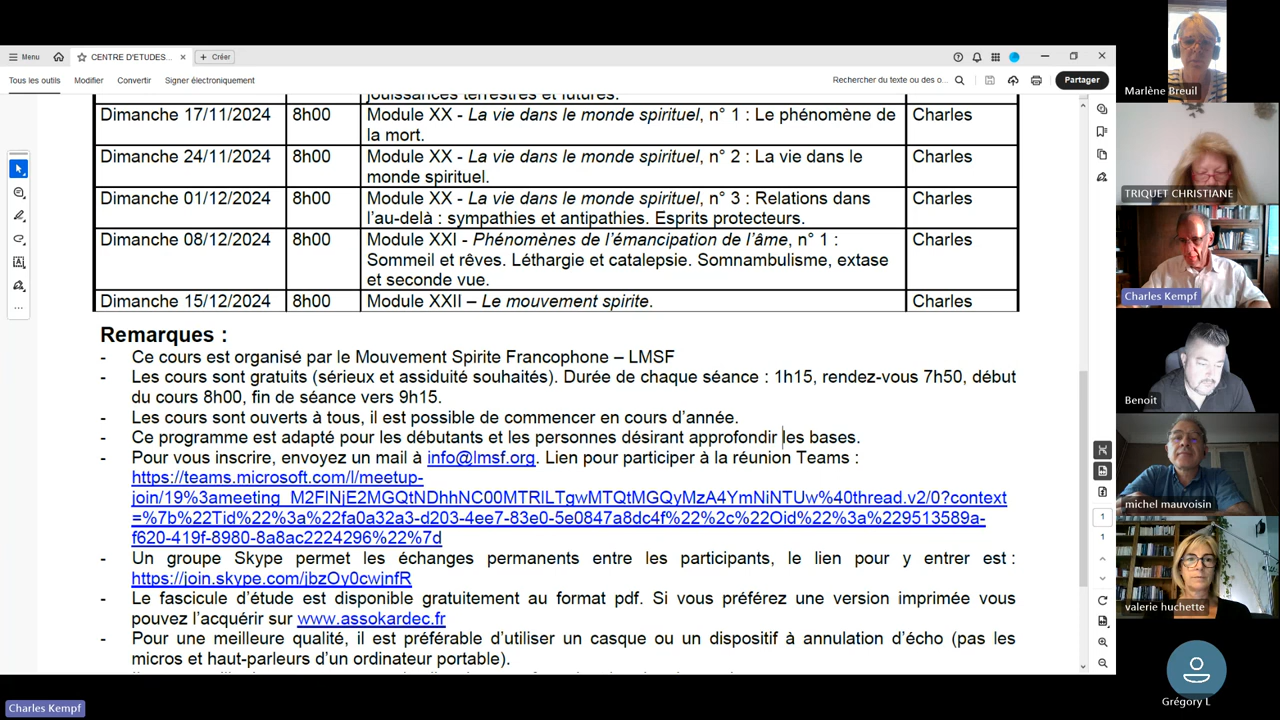 Menu
CENTRE D'ETUDES...
Créer
Tous les outils
Modifier
Convertir
Signer électroniquement
Rechercher du texte ou des o...
Partager
jouissances terrestres et futures.
Dimanche 17/11/2024 8h00 Module XX - La vie dans le monde spirituel, n° 1 : Le phénomène de Charles
la mort.
Dimanche 24/11/2024 8h00 Module XX - La vie dans le monde spirituel, n° 2 : La vie dans le Charles
monde spirituel.
Dimanche 01/12/2024 8h00 Module XX - La vie dans le monde spirituel, n° 3 : Relations dans Charles
l'au-delà : sympathies et antipathies. Esprits protecteurs.
Dimanche 08/12/2024 8h00 Module XXI - Phénomènes de l'émancipation de l'âme, n° 1 : Charles
Sommeil et rêves. Léthargie et catalepsie. Somnambulisme, extase
et seconde vue.
Dimanche 15/12/2024 8h00 Module XXII – Le mouvement spirite. Charles
Remarques :
- Ce cours est organisé par le Mouvement Spirite Francophone – LMSF
- Les cours sont gratuits (sérieux et assiduité souhaités). Durée de chaque séance : 1h15, rendez-vous 7h50, début
du cours 8h00, fin de séance vers 9h15.
- Les cours sont ouverts à tous, il est possible de commencer en cours d'année.
- Ce programme est adapté pour les débutants et les personnes désirant approfondir les bases.
- Pour vous inscrire, envoyez un mail à info@lmsf.org. Lien pour participer à la réunion Teams :
https://teams.microsoft.com/l/meetup-
join/19%3ameeting_M2FlNjE2MGQtNDhhNC00MTRlLTgwMTQtMGQyMzA4YmNiNTUw%40thread.v2/0?context
=%7b%22Tid%22%3a%22fa0a32a3-d203-4ee7-83e0-5e0847a8dc4f%22%2c%22Oid%22%3a%229513589a-
f620-419f-8980-8a8ac2224296%22%7d
- Un groupe Skype permet les échanges permanents entre les participants, le lien pour y entrer est :
https://join.skype.com/jbzOy0cwjnfR
- Le fascicule d'étude est disponible gratuitement au format pdf. Si vous préférez une version imprimée vous
pouvez l'acquérir sur www.assokardec.fr
- Pour une meilleure qualité, il est préférable d'utiliser un casque ou un dispositif à annulation d'écho (pas les
micros et haut-parleurs d'un ordinateur portable).
1
1
Marlène Breuil
TRIQUET CHRISTIANE
Charles Kempf
Benoît
michel mauvoisin
valerie huchette
Grégory L
Charles Kempf